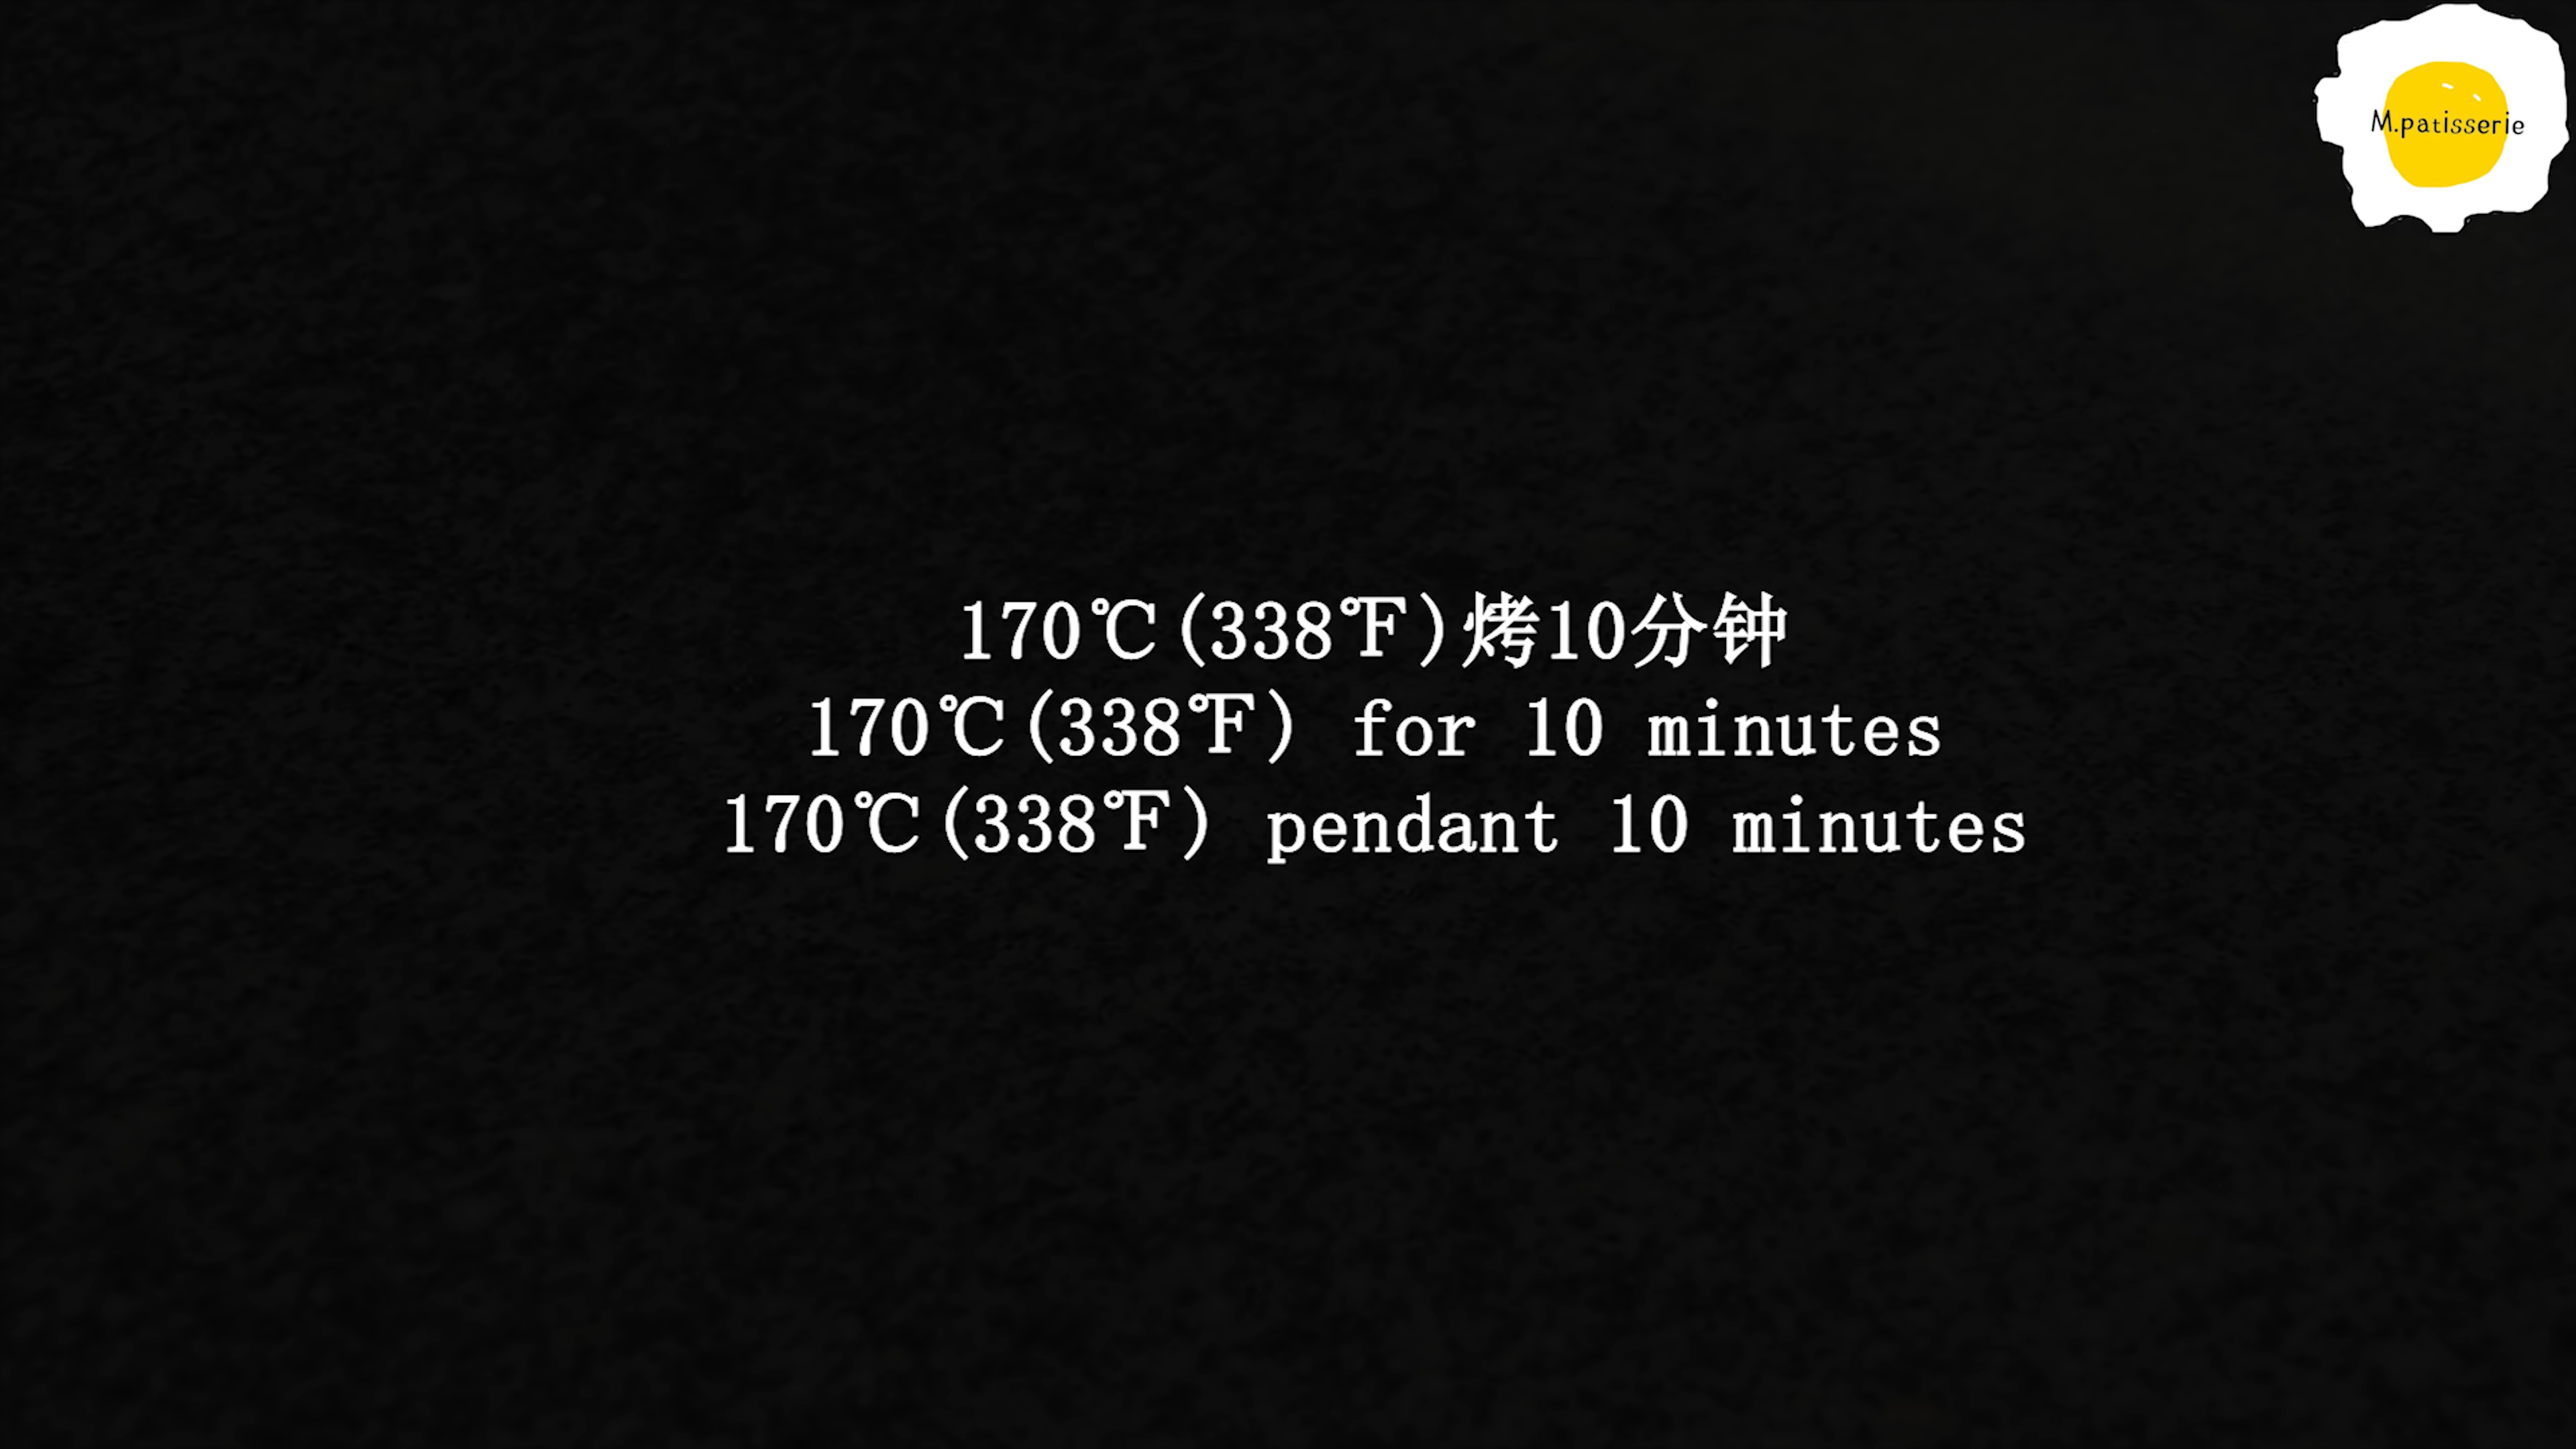 M.patisserie
170℃(338℉)烤10分钟
170℃(338℉) for 10 minutes
170℃(338℉) pendant 10 minutes